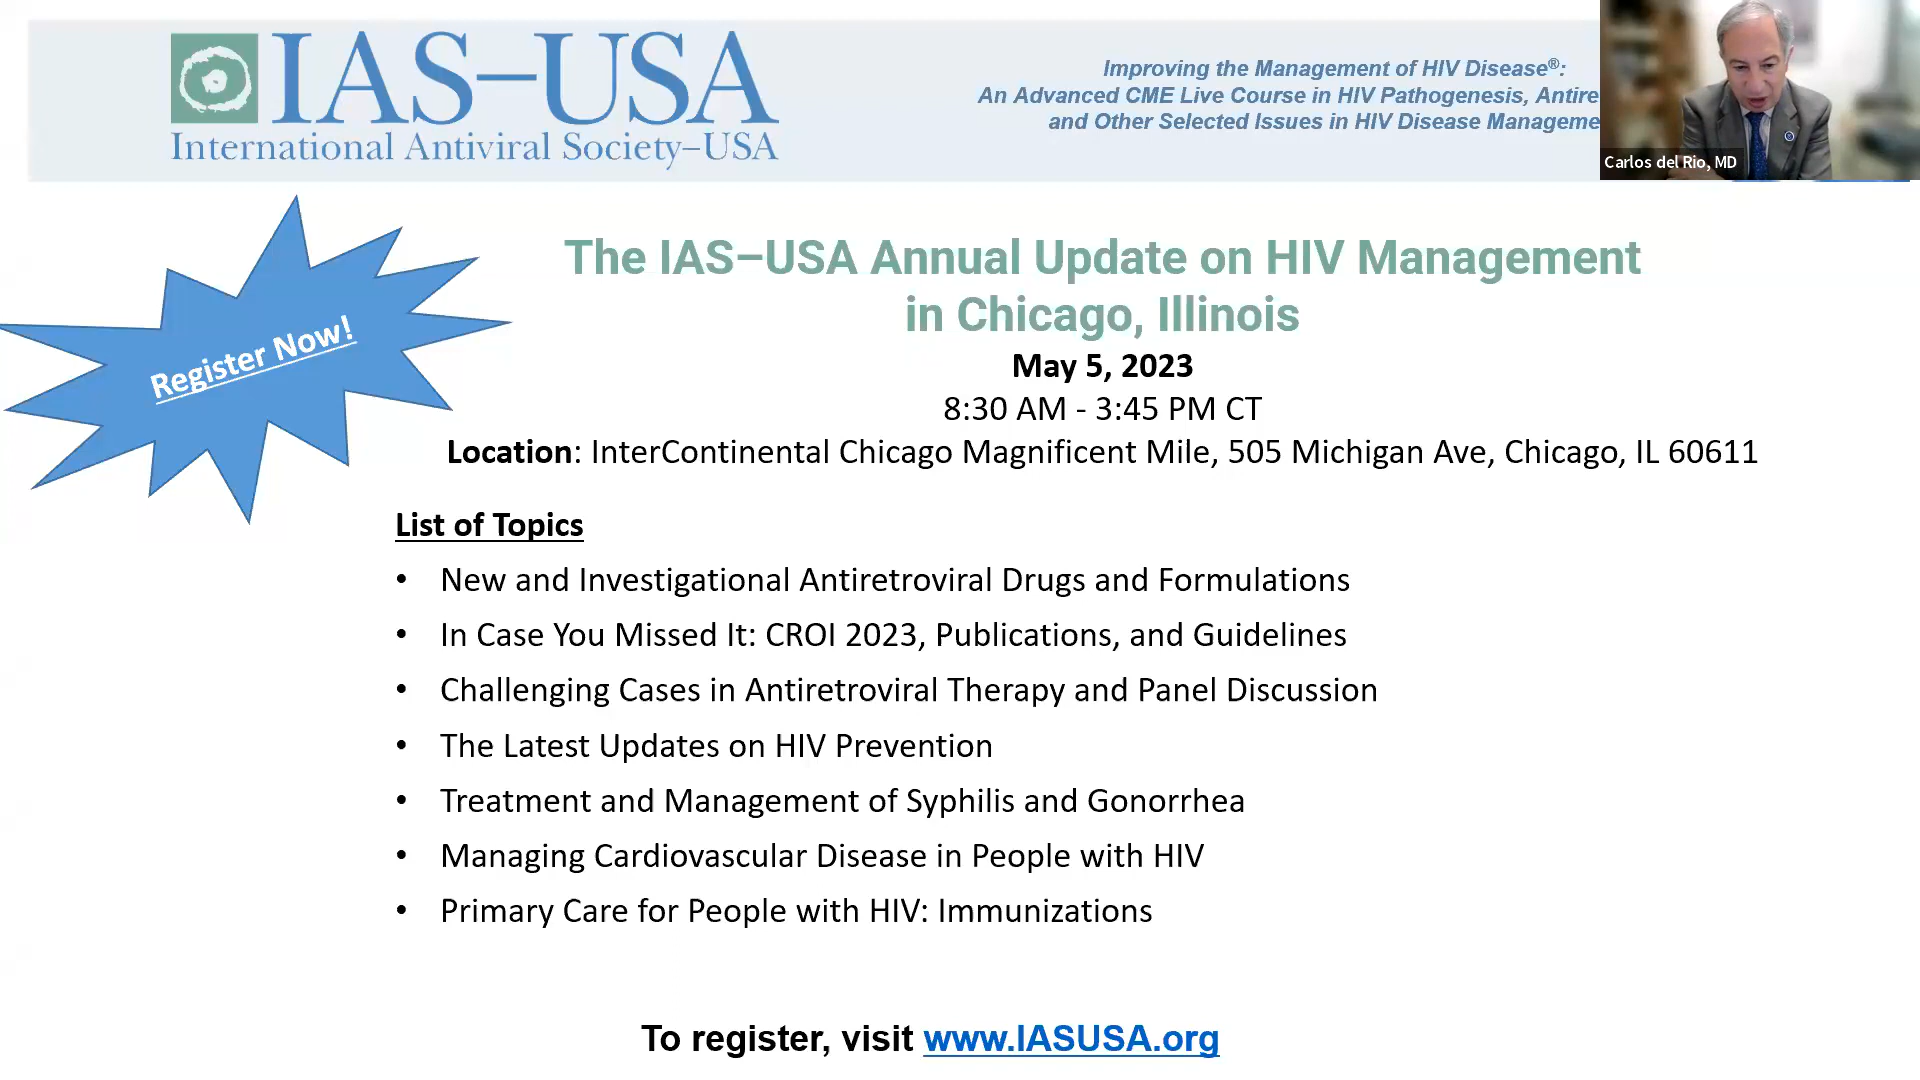 IAS–USA
International Antiviral Society–USA
Improving the Management of HIV Disease®:
An Advanced CME Live Course in HIV Pathogenesis,
and Other Selected Issues in HIV Disease
Carlos del Rio, MD
Register Now!
The IAS–USA Annual Update on HIV Management
in Chicago, Illinois
May 5, 2023
8:30 AM - 3:45 PM CT
Location: InterContinental Chicago Magnificent Mile, 505 Michigan Ave, Chicago, IL 60611
List of Topics
• New and Investigational Antiretroviral Drugs and Formulations
• In Case You Missed It: CROI 2023, Publications, and Guidelines
• Challenging Cases in Antiretroviral Therapy and Panel Discussion
• The Latest Updates on HIV Prevention
• Treatment and Management of Syphilis and Gonorrhea
• Managing Cardiovascular Disease in People with HIV
• Primary Care for People with HIV: Immunizations
To register, visit www.IASUSA.org